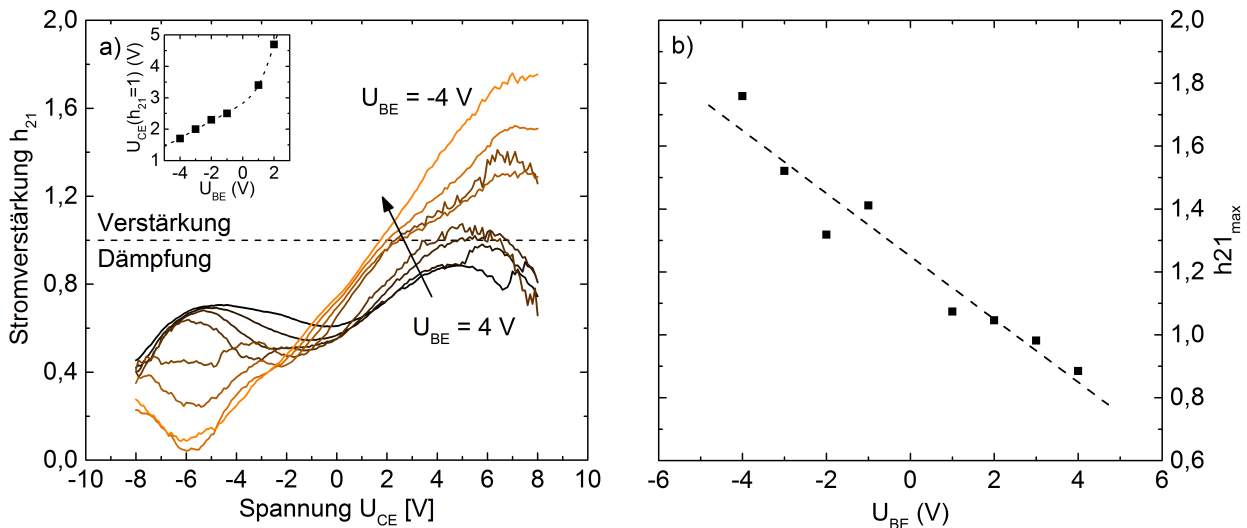 a)
U_CE(h_21=1) (V)
5
4
3
2
1
-4 -2 0 2
U_BE (V)
Stromverstärkung h_21
2,0
1,6
1,2
0,8
0,4
0,0
U_BE = -4 V
Verstärkung
Dämpfung
U_BE = 4 V
-10 -8 -6 -4 -2 0 2 4 6 8 10
Spannung U_CE [V]
b)
2,0
1,8
1,6
1,4
1,2
1,0
0,8
0,6
h21_max
-6 -4 -2 0 2 4 6
U_BE (V)